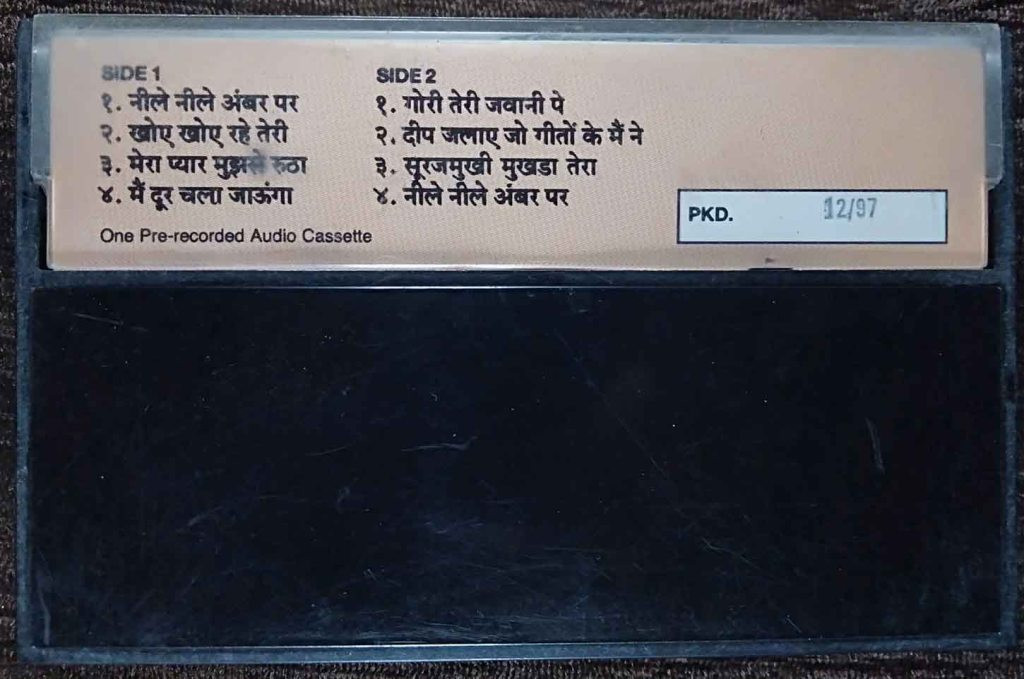 SIDE 1
१. नीले नीले अंबर पर
२. खोए खोए रहे तेरी
३. मेरा प्यार मुझसे रुठा
४. मैं दूर चला जाऊंगा
One Pre-recorded Audio Cassette
SIDE 2
१. गोरी तेरी जवानी पे
२. दीप जलाए जो गीतों के मैं ने
३. सूरजमुखी मुखडा तेरा
४. नीले नीले अंबर पर
PKD. 12/97